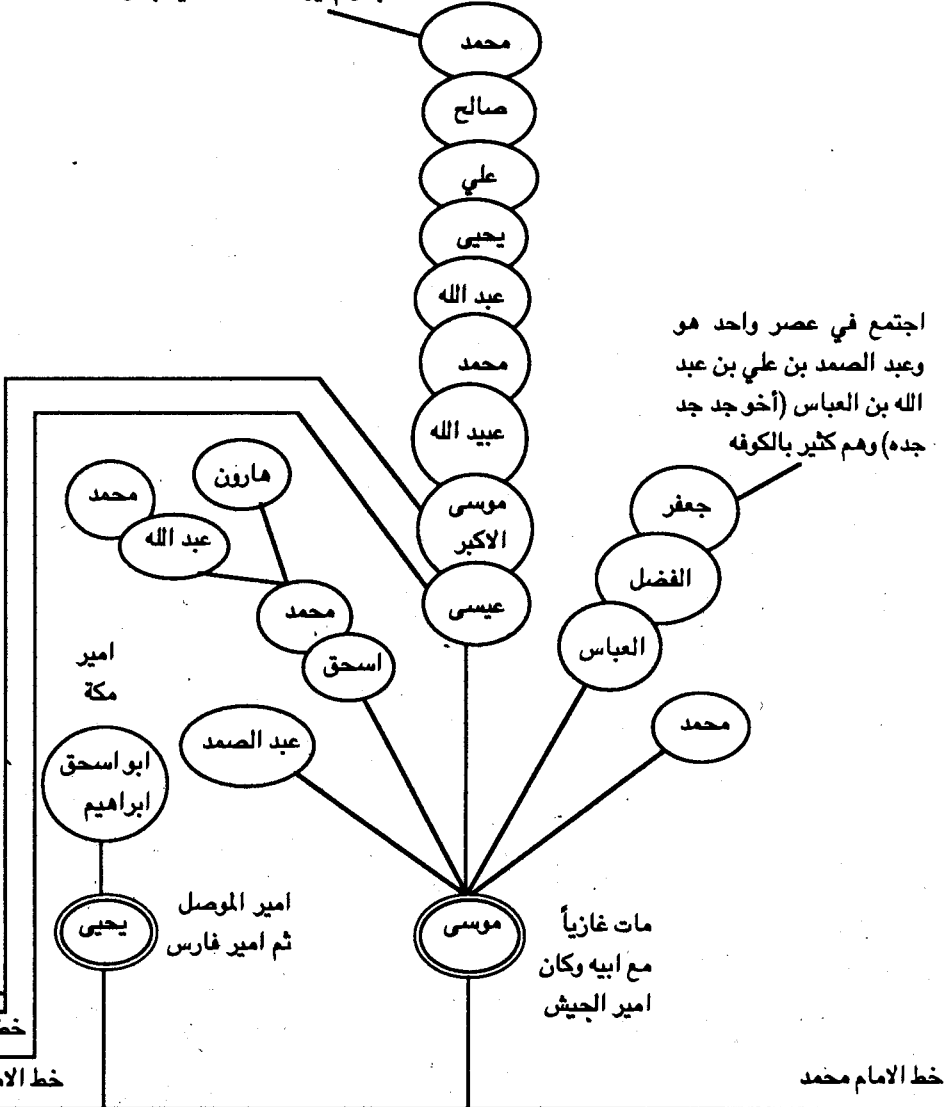 محمد
صالح
علي
يحيى
عبد الله
محمد
عبيد الله
موسى
الاكبر
عيسى
اجتمع في عصر واحد هو
وعبد الصمد بن علي بن عبد
الله بن العباس (أخو جد جد
جده) وهم كثير بالكوفه
جعفر
الفضل
العباس
محمد
هارون
محمد
عبد الله
محمد
اسحق
عبد الصمد
امير
مكة
ابو اسحق
ابراهيم
يحيى
امير الموصل
ثم امير فارس
موسى
مات غازياً
مع ابيه وكان
امير الجيش
خط الامام محمد